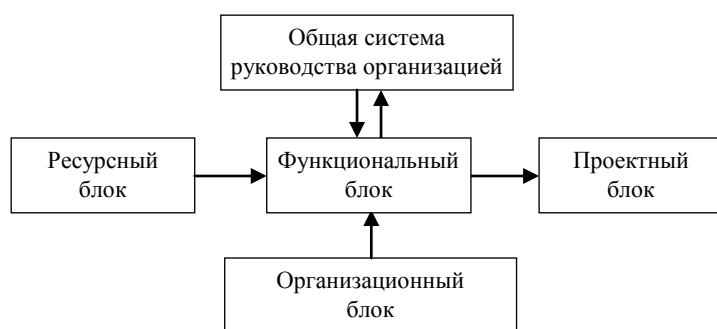 Общая система
руководства организацией
Ресурсный
блок
Функциональный
блок
Проектный
блок
Организационный
блок